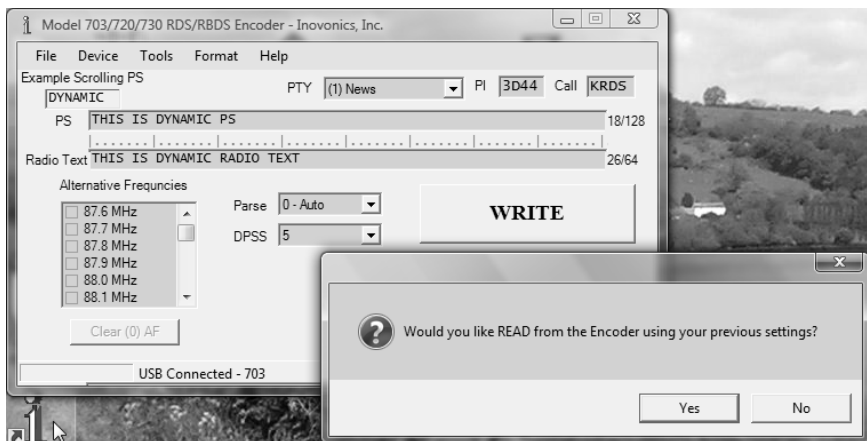 Model 703/720/730 RDS/RBDS Encoder - Inovonics, Inc.
File Device Tools Format Help
Example Scrolling PS
DYNAMIC
PTY (1) News PI 3D44 Call KRDS
PS THIS IS DYNAMIC PS 18/128
Radio Text THIS IS DYNAMIC RADIO TEXT 26/64
Alternative Frequncies
87.6 MHz
87.7 MHz
87.8 MHz
87.9 MHz
88.0 MHz
88.1 MHz
Parse 0 - Auto
DPSS 5
WRITE
Clear (0) AF
USB Connected - 703
Would you like READ from the Encoder using your previous settings?
Yes No